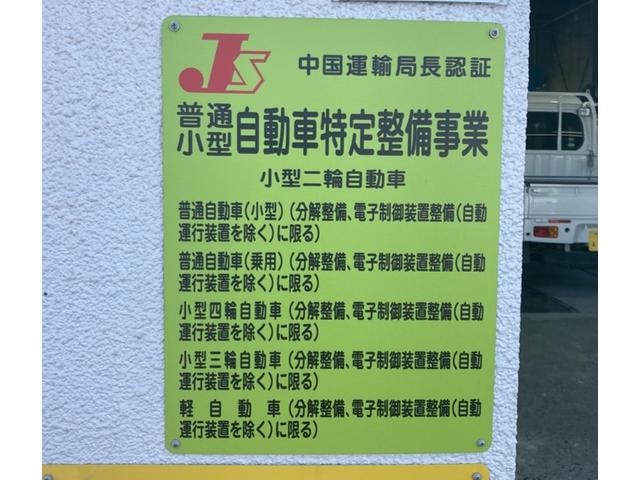 JS 中国運輸局長認証
普通
小型 自動車特定整備事業
小型二輪自動車
普通自動車(小型)(分解整備、電子制御装置整備(自動
運行装置を除く)に限る)
普通自動車(乗用)(分解整備、電子制御装置整備(自動
運行装置を除く)に限る)
小型四輪自動車(分解整備、電子制御装置整備(自動
運行装置を除く)に限る)
小型三輪自動車(分解整備、電子制御装置整備(自動
運行装置を除く)に限る)
軽自動車(分解整備、電子制御装置整備(自動
運行装置を除く)に限る)